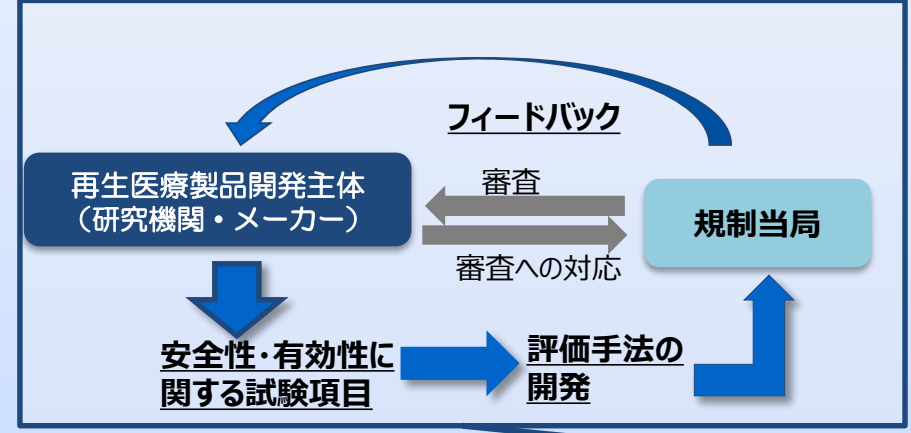 フィードバック
再生医療製品開発主体
（研究機関・メーカー）
審査
規制当局
審査への対応
安全性・有効性に
関する試験項目
評価手法の
開発